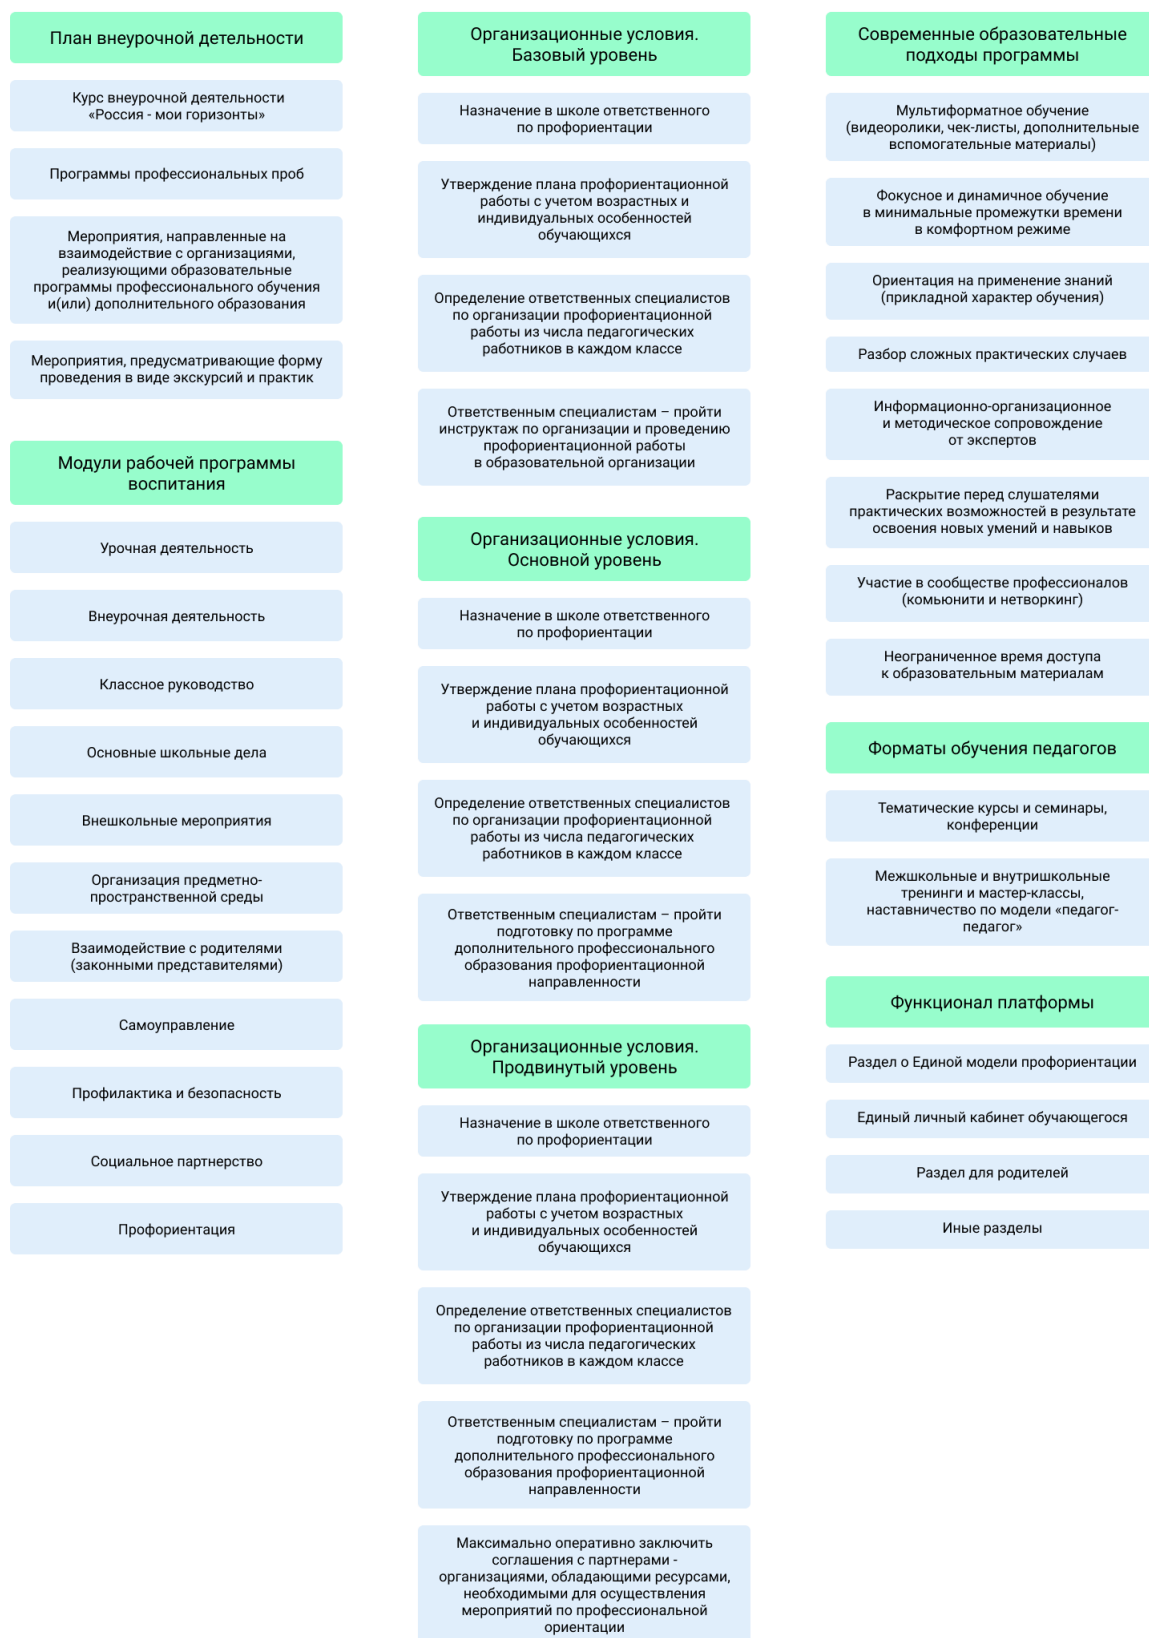 План внеурочной детельности
Курс внеурочной деятельности
«Россия - мои горизонты»
Программы профессиональных проб
Мероприятия, направленные на
взаимодействие с организациями,
реализующими образовательные
программы профессионального обучения
и(или) дополнительного образования
Мероприятия, предусматривающие форму
проведения в виде экскурсий и практик
Модули рабочей программы
воспитания
Урочная деятельность
Внеурочная деятельность
Классное руководство
Основные школьные дела
Внешкольные мероприятия
Организация предметно-
пространственной среды
Взаимодействие с родителями
(законными представителями)
Самоуправление
Профилактика и безопасность
Социальное партнерство
Профориентация
Организационные условия.
Базовый уровень
Назначение в школе ответственного
по профориентации
Утверждение плана профориентационной
работы с учетом возрастных и
индивидуальных особенностей
обучающихся
Определение ответственных специалистов
по организации профориентационной
работы из числа педагогических
работников в каждом классе
Ответственным специалистам – пройти
инструктаж по организации и проведению
профориентационной работы
в образовательной организации
Организационные условия.
Основной уровень
Назначение в школе ответственного
по профориентации
Утверждение плана профориентационной
работы с учетом возрастных
и индивидуальных особенностей
обучающихся
Определение ответственных специалистов
по организации профориентационной
работы из числа педагогических
работников в каждом классе
Ответственным специалистам – пройти
подготовку по программе
дополнительного профессионального
образования профориентационной
направленности
Организационные условия.
Продвинутый уровень
Назначение в школе ответственного
по профориентации
Утверждение плана профориентационной
работы с учетом возрастных
и индивидуальных особенностей
обучающихся
Определение ответственных специалистов
по организации профориентационной
работы из числа педагогических
работников в каждом классе
Ответственным специалистам – пройти
подготовку по программе
дополнительного профессионального
образования профориентационной
направленности
Максимально оперативно заключить
соглашения с партнерами -
организациями, обладающими ресурсами,
необходимыми для осуществления
мероприятий по профессиональной
ориентации
Современные образовательные
подходы программы
Мультиформатное обучение
(видеоролики, чек-листы, дополнительные
вспомогательные материалы)
Фокусное и динамичное обучение
в минимальные промежутки времени
в комфортном режиме
Ориентация на применение знаний
(прикладной характер обучения)
Разбор сложных практических случаев
Информационно-организационное
и методическое сопровождение
от экспертов
Раскрытие перед слушателями
практических возможностей в результате
освоения новых умений и навыков
Участие в сообществе профессионалов
(комьюнити и нетворкинг)
Неограниченное время доступа
к образовательным материалам
Форматы обучения педагогов
Тематические курсы и семинары,
конференции
Межшкольные и внутришкольные
тренинги и мастер-классы,
наставничество по модели «педагог-
педагог»
Функционал платформы
Раздел о Единой модели профориентации
Единый личный кабинет обучающегося
Раздел для родителей
Иные разделы